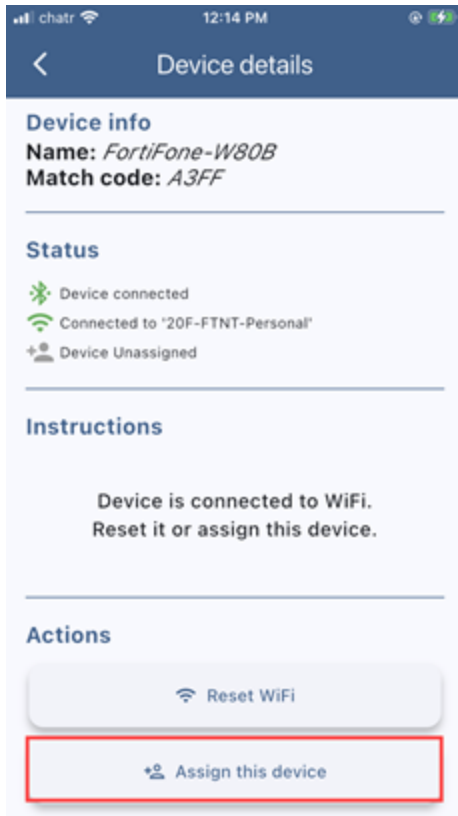 chatr 12:14 PM
Device details
Device info
Name: FortiFone-W80B
Match code: A3FF
Status
Device connected
Connected to "20F-FTNT-Personal"
Device Unassigned
Instructions
Device is connected to WiFi.
Reset it or assign this device.
Actions
Reset WiFi
Assign this device